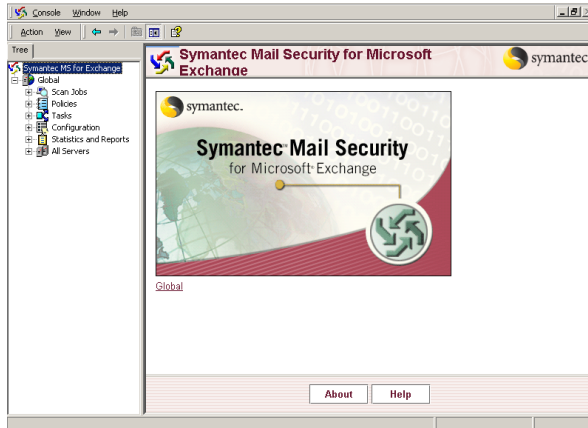 Console Window Help
Action View
Tree
Symantec MS for Exchange
Global
Scan Jobs
Policies
Tasks
Configuration
Statistics and Reports
All Servers
Symantec Mail Security for Microsoft
Exchange
symantec
symantec.
Symantec™ Mail Security
for Microsoft® Exchange
Global
About Help